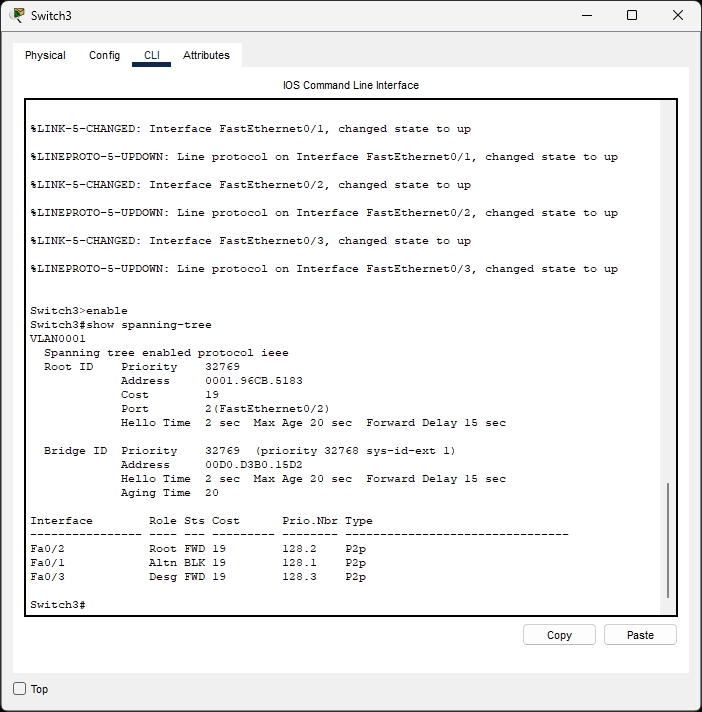 Switch3
Physical Config CLI Attributes
IOS Command Line Interface
%LINK-5-CHANGED: Interface FastEthernet0/1, changed state to up
%LINEPROTO-5-UPDOWN: Line protocol on Interface FastEthernet0/1, changed state to up
%LINK-5-CHANGED: Interface FastEthernet0/2, changed state to up
%LINEPROTO-5-UPDOWN: Line protocol on Interface FastEthernet0/2, changed state to up
%LINK-5-CHANGED: Interface FastEthernet0/3, changed state to up
%LINEPROTO-5-UPDOWN: Line protocol on Interface FastEthernet0/3, changed state to up
Switch3>enable
Switch3#show spanning-tree
VLAN0001
  Spanning tree enabled protocol ieee
  Root ID    Priority    32769
             Address     0001.96CB.5183
             Cost        19
             Port        2(FastEthernet0/2)
             Hello Time  2 sec  Max Age 20 sec  Forward Delay 15 sec
  Bridge ID  Priority    32769  (priority 32768 sys-id-ext 1)
             Address     00D0.D3B0.15D2
             Hello Time  2 sec  Max Age 20 sec  Forward Delay 15 sec
             Aging Time  20
Interface        Role Sts Cost      Prio.Nbr Type
---------------- ---- --- --------- -------- --------------------------------
Fa0/2            Root FWD 19        128.2    P2p
Fa0/1            Altn BLK 19        128.1    P2p
Fa0/3            Desg FWD 19        128.3    P2p
Switch3#
Copy Paste
Top